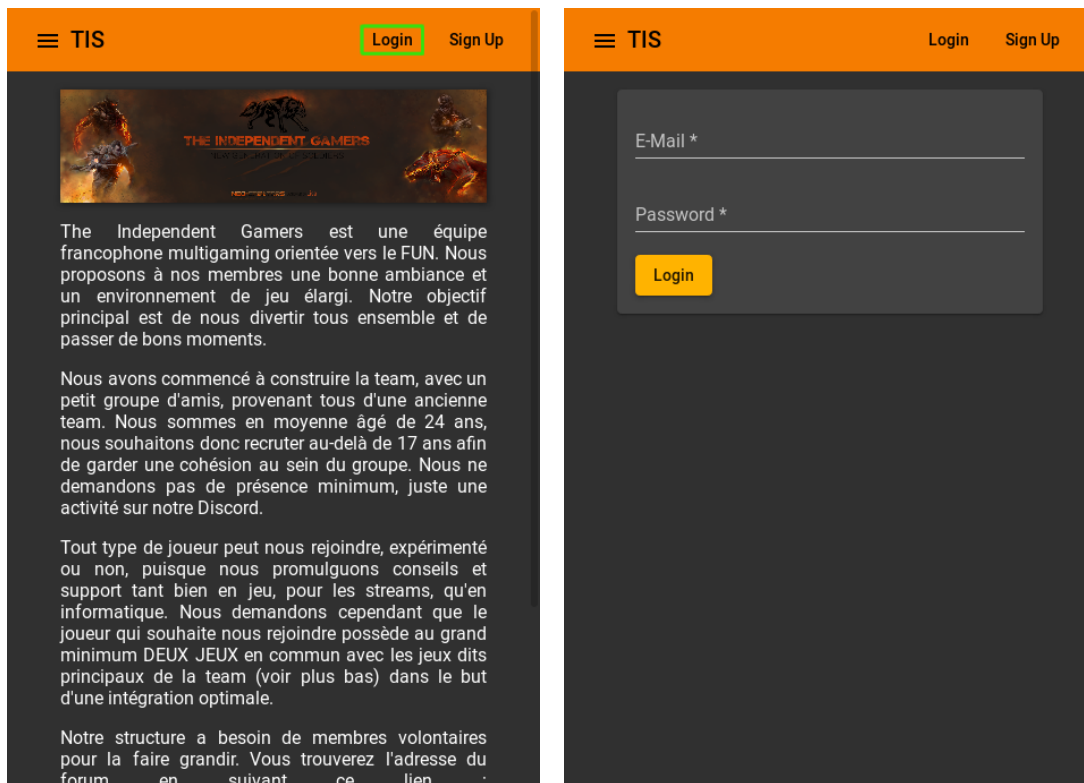 TIS
Login
Sign Up
THE INDEPENDENT GAMERS
The Independent Gamers est une équipe
francophone multigaming orientée vers le FUN. Nous
proposons à nos membres une bonne ambiance et
un environnement de jeu élargi. Notre objectif
principal est de nous divertir tous ensemble et de
passer de bons moments.
Nous avons commencé à construire la team, avec un
petit groupe d'amis, provenant tous d'une ancienne
team. Nous sommes en moyenne âgé de 24 ans,
nous souhaitons donc recruter au-delà de 17 ans afin
de garder une cohésion au sein du groupe. Nous ne
demandons pas de présence minimum, juste une
activité sur notre Discord.
Tout type de joueur peut nous rejoindre, expérimenté
ou non, puisque nous promulguons conseils et
support tant bien en jeu, pour les streams, qu'en
informatique. Nous demandons cependant que le
joueur qui souhaite nous rejoindre possède au grand
minimum DEUX JEUX en commun avec les jeux dits
principaux de la team (voir plus bas) dans le but
d'une intégration optimale.
Notre structure a besoin de membres volontaires
pour la faire grandir. Vous trouverez l'adresse du
forum en suivant ce lien :
TIS
Login
Sign Up
E-Mail *
Password *
Login